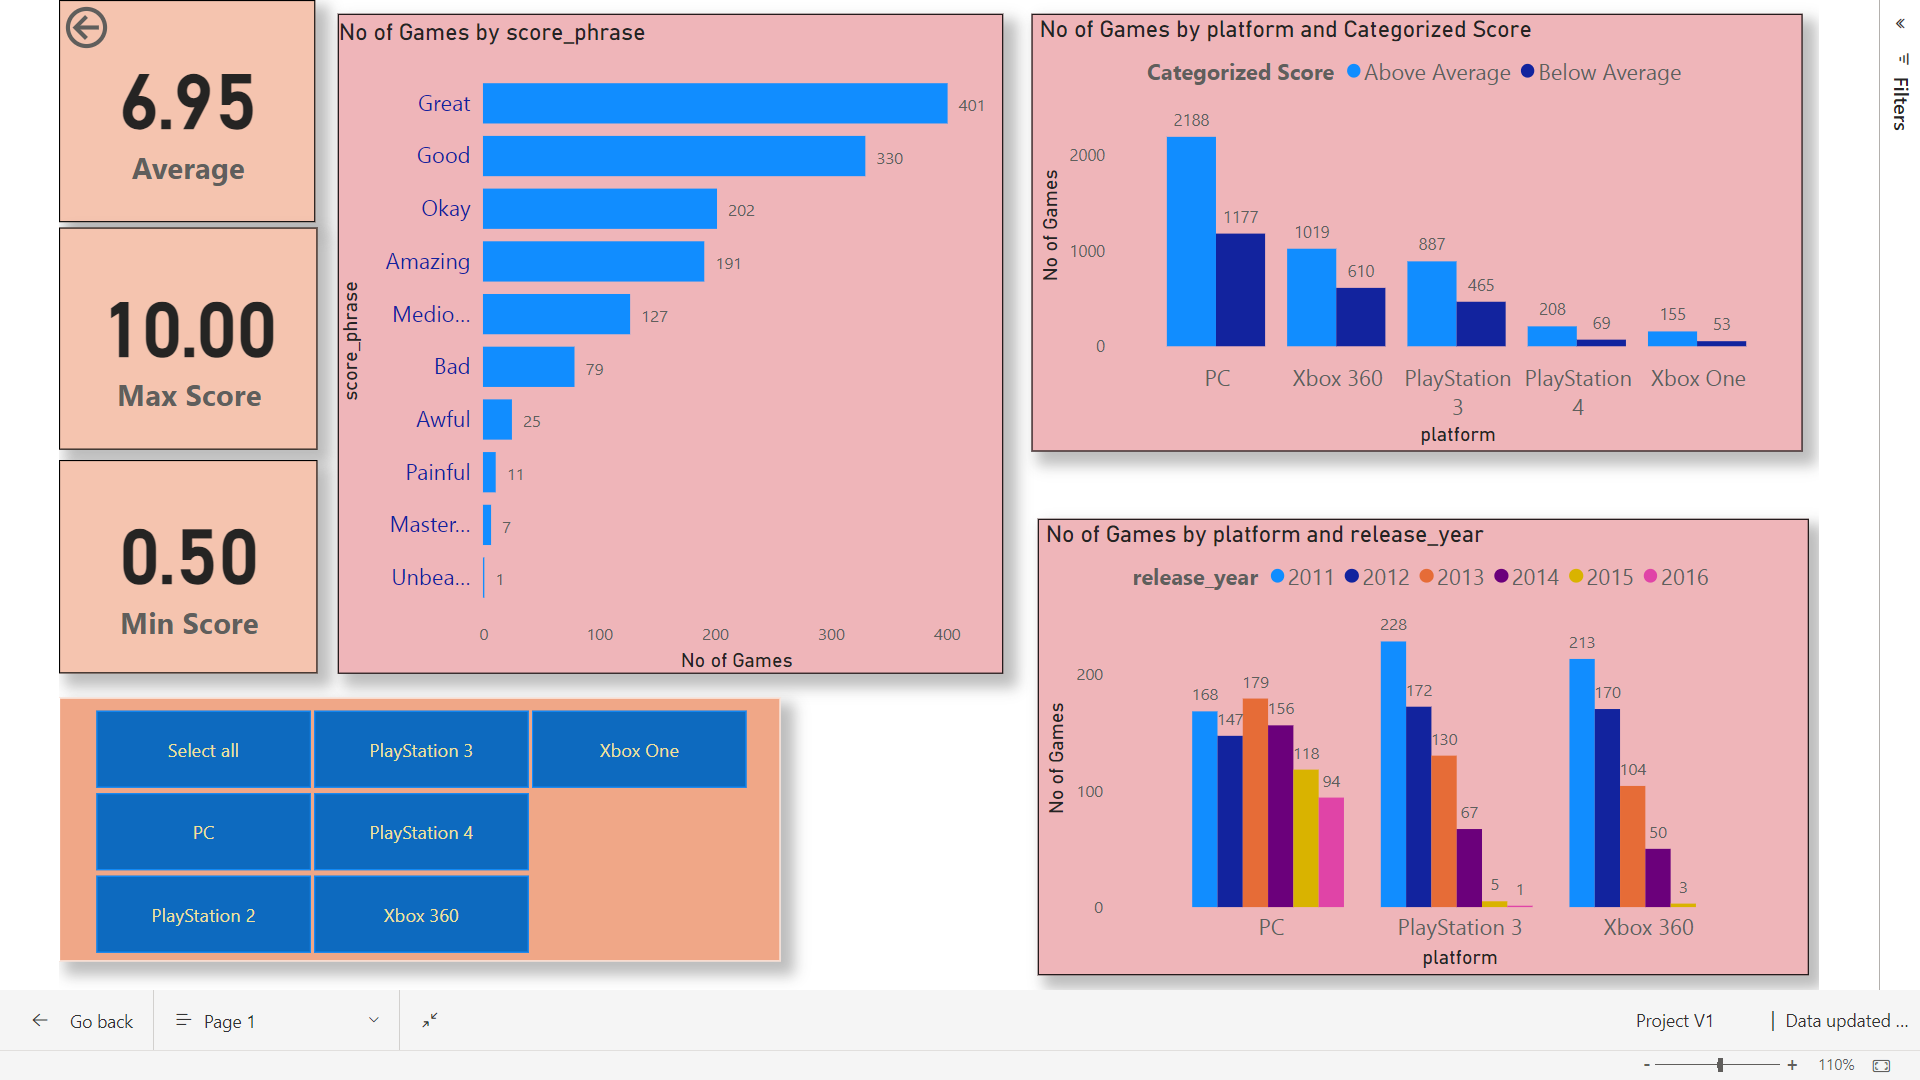 6.95
Average
10.00
Max Score
0.50
Min Score
No of Games by score_phrase
score_phrase
Great 401
Good 330
Okay 202
Amazing 191
Medio... 127
Bad 79
Awful 25
Painful 11
Master... 7
Unbea... 1
0 100 200 300 400
No of Games
No of Games by platform and Categorized Score
Categorized Score Above Average Below Average
No of Games
2000
1000
0
2188 1177 1019 610 887 465 208 69 155 53
PC Xbox 360 PlayStation 3 PlayStation 4 Xbox One
platform
No of Games by platform and release_year
release_year 2011 2012 2013 2014 2015 2016
No of Games
200
100
0
168 147 179 156 118 94 228 172 130 67 5 1 213 170 104 50 3
PC PlayStation 3 Xbox 360
platform
Select all PlayStation 3 Xbox One
PC PlayStation 4
PlayStation 2 Xbox 360
Filters
Go back Page 1 Project V1 | Data updated ...
- + 110%